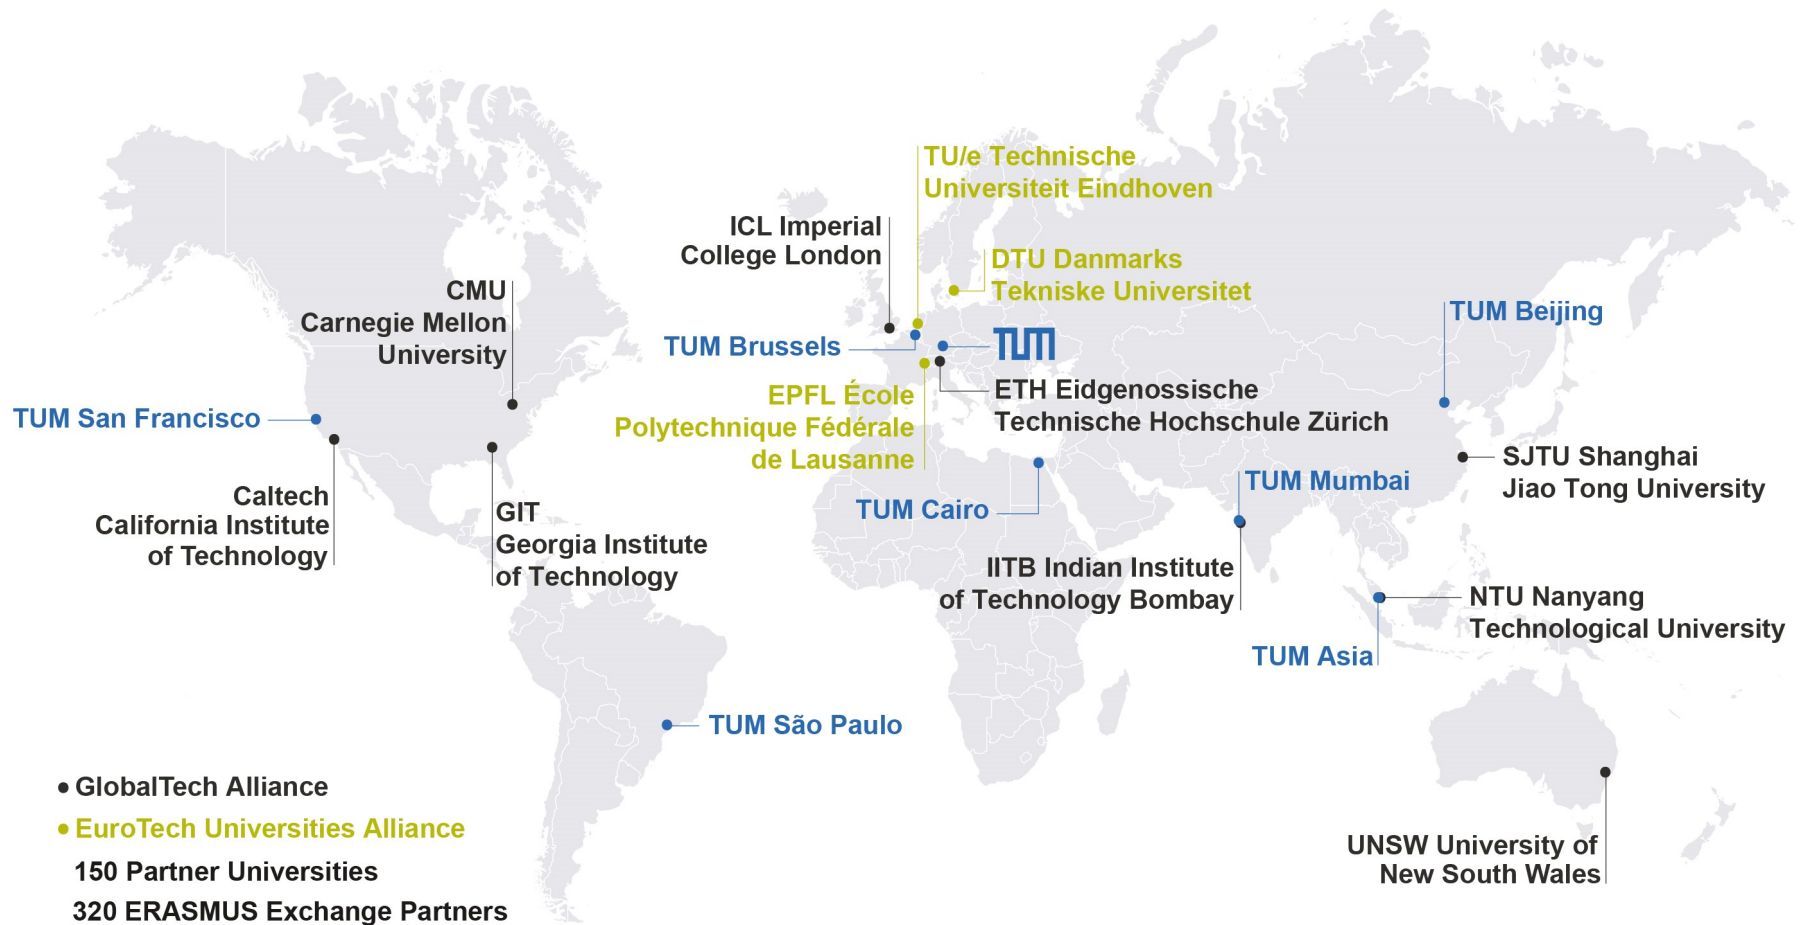 TU/e Technische
Universiteit Eindhoven
ICL Imperial
College London
DTU Danmarks
Tekniske Universitet
CMU
Carnegie Mellon
University
TUM Beijing
TUM Brussels
TUM
EPFL École
Polytechnique Fédérale
de Lausanne
ETH Eidgenossische
Technische Hochschule Zürich
TUM San Francisco
SJTU Shanghai
Jiao Tong University
Caltech
California Institute
of Technology
GIT
Georgia Institute
of Technology
TUM Cairo
TUM Mumbai
IITB Indian Institute
of Technology Bombay
NTU Nanyang
Technological University
TUM Asia
TUM São Paulo
GlobalTech Alliance
EuroTech Universities Alliance
150 Partner Universities
320 ERASMUS Exchange Partners
UNSW University of
New South Wales